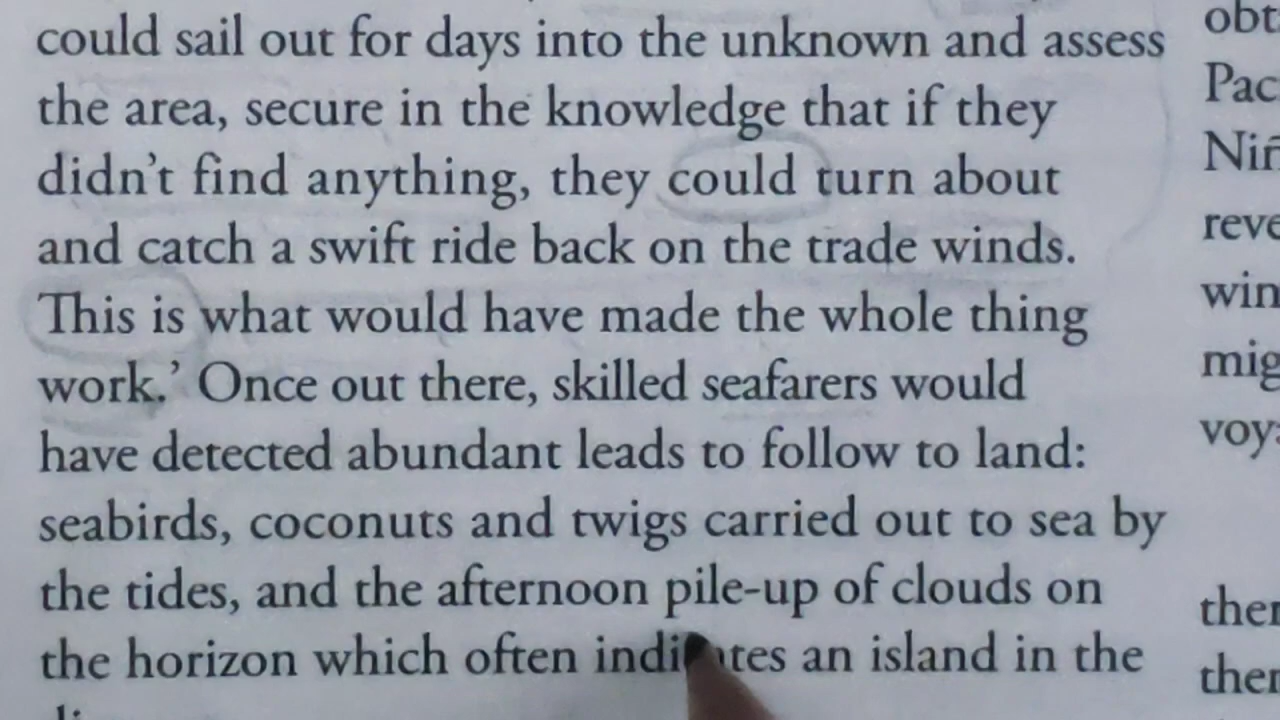 could sail out for days into the unknown and assess
the area, secure in the knowledge that if they
didn't find anything, they could turn about
and catch a swift ride back on the trade winds.
This is what would have made the whole thing
work.' Once out there, skilled seafarers would
have detected abundant leads to follow to land:
seabirds, coconuts and twigs carried out to sea by
the tides, and the afternoon pile-up of clouds on
the horizon which often an island in the